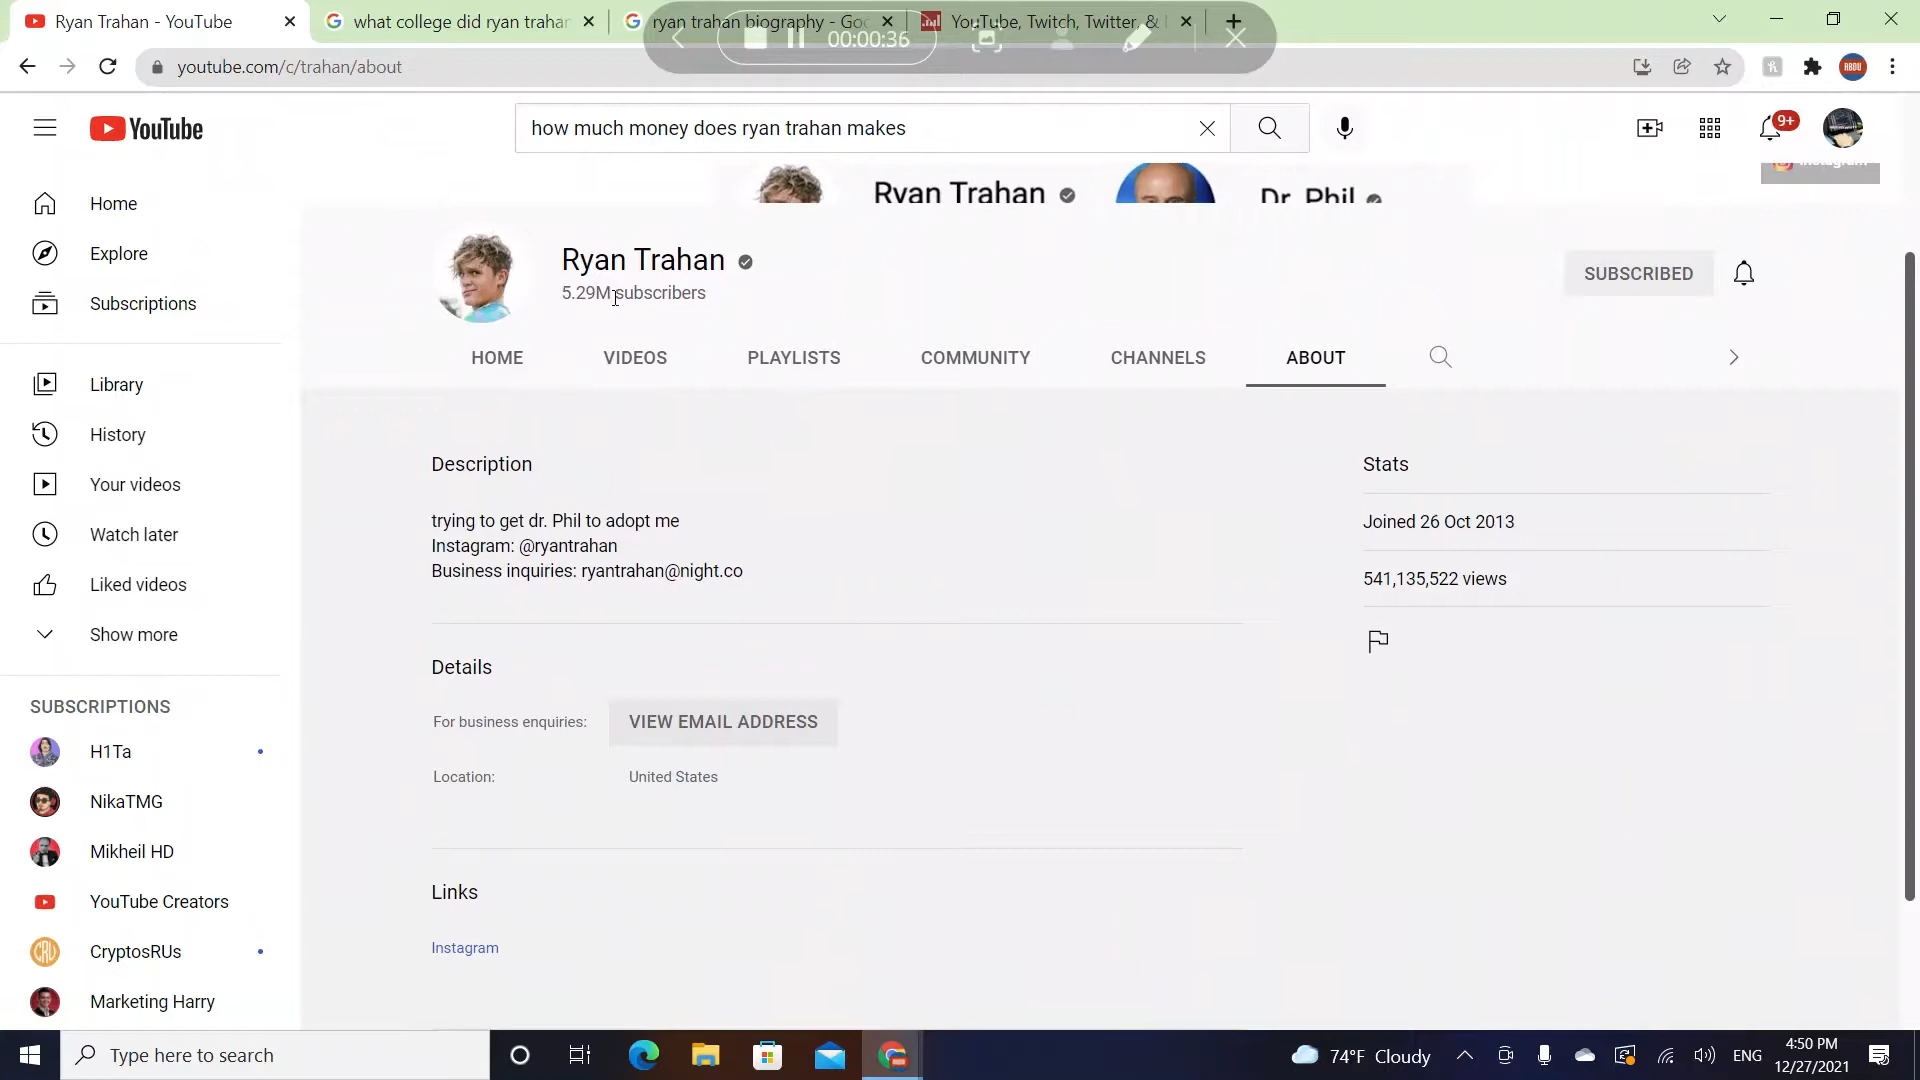 Ryan Trahan - YouTube
what college did ryan trahan
ryan trahan biography - Goo
YouTube, Twitch, Twitter, &
00:00:36
youtube.com/c/trahan/about
ABDU
YouTube
how much money does ryan trahan makes
9+
Instagram
Ryan Trahan
Dr. Phil
Home
Explore
Subscriptions
Library
History
Your videos
Watch later
Liked videos
Show more
SUBSCRIPTIONS
H1Ta
NikaTMG
Mikheil HD
YouTube Creators
CRU
CryptosRUs
Marketing Harry
Ryan Trahan
5.29M subscribers
SUBSCRIBED
HOME
VIDEOS
PLAYLISTS
COMMUNITY
CHANNELS
ABOUT
Description
trying to get dr. Phil to adopt me
Instagram: @ryantrahan
Business inquiries: ryantrahan@night.co
Details
For business enquiries:
VIEW EMAIL ADDRESS
Location:
United States
Links
Instagram
Stats
Joined 26 Oct 2013
541,135,522 views
Type here to search
74°F Cloudy
ENG
4:50 PM
12/27/2021